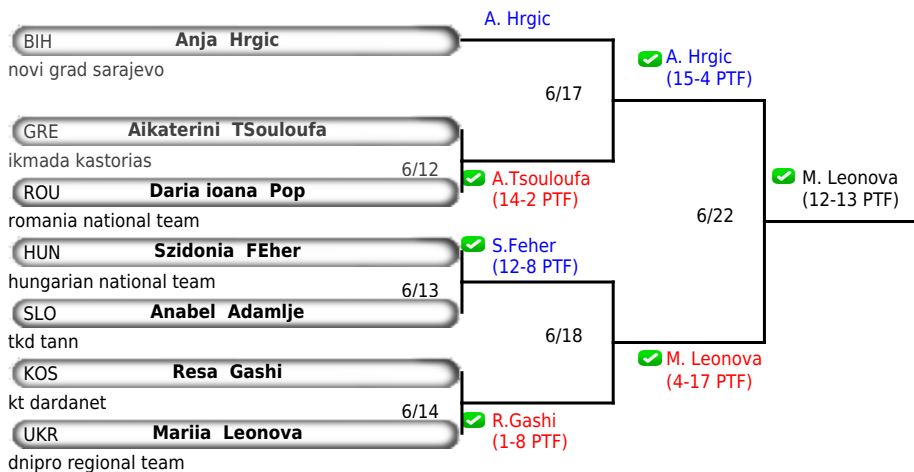 A. Hrgic
BIH Anja Hrgic
novi grad sarajevo
A. Hrgic
(15-4 PTF)
6/17
GRE Aikaterini TSouloufa
ikmada kastorias
6/12
A.Tsouloufa
(14-2 PTF)
ROU Daria ioana Pop
romania national team
M. Leonova
(12-13 PTF)
6/22
HUN Szidonia FEher
hungarian national team
S.Feher
(12-8 PTF)
6/13
SLO Anabel Adamlje
tkd tann
6/18
M. Leonova
(4-17 PTF)
KOS Resa Gashi
kt dardanet
6/14
R.Gashi
(1-8 PTF)
UKR Mariia Leonova
dnipro regional team